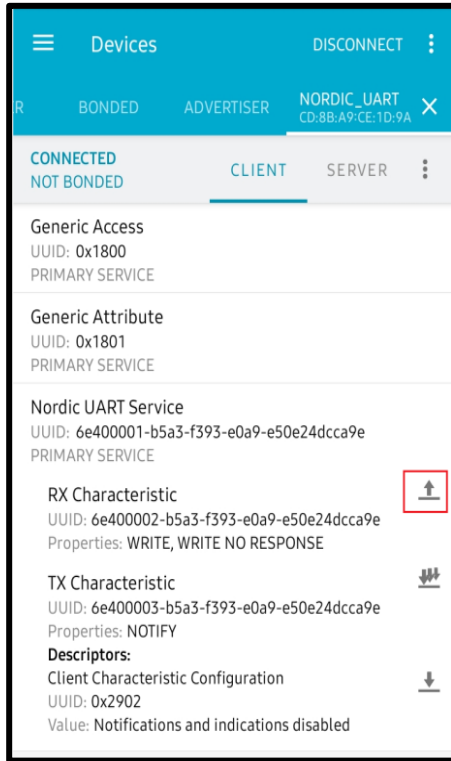 Devices DISCONNECT
R BONDED ADVERTISER NORDIC_UART
CD:8B:A9:CE:1D:9A
CONNECTED
NOT BONDED
CLIENT SERVER
Generic Access
UUID: 0x1800
PRIMARY SERVICE
Generic Attribute
UUID: 0x1801
PRIMARY SERVICE
Nordic UART Service
UUID: 6e400001-b5a3-f393-e0a9-e50e24dcca9e
PRIMARY SERVICE
RX Characteristic
UUID: 6e400002-b5a3-f393-e0a9-e50e24dcca9e
Properties: WRITE, WRITE NO RESPONSE
TX Characteristic
UUID: 6e400003-b5a3-f393-e0a9-e50e24dcca9e
Properties: NOTIFY
Descriptors:
Client Characteristic Configuration
UUID: 0x2902
Value: Notifications and indications disabled